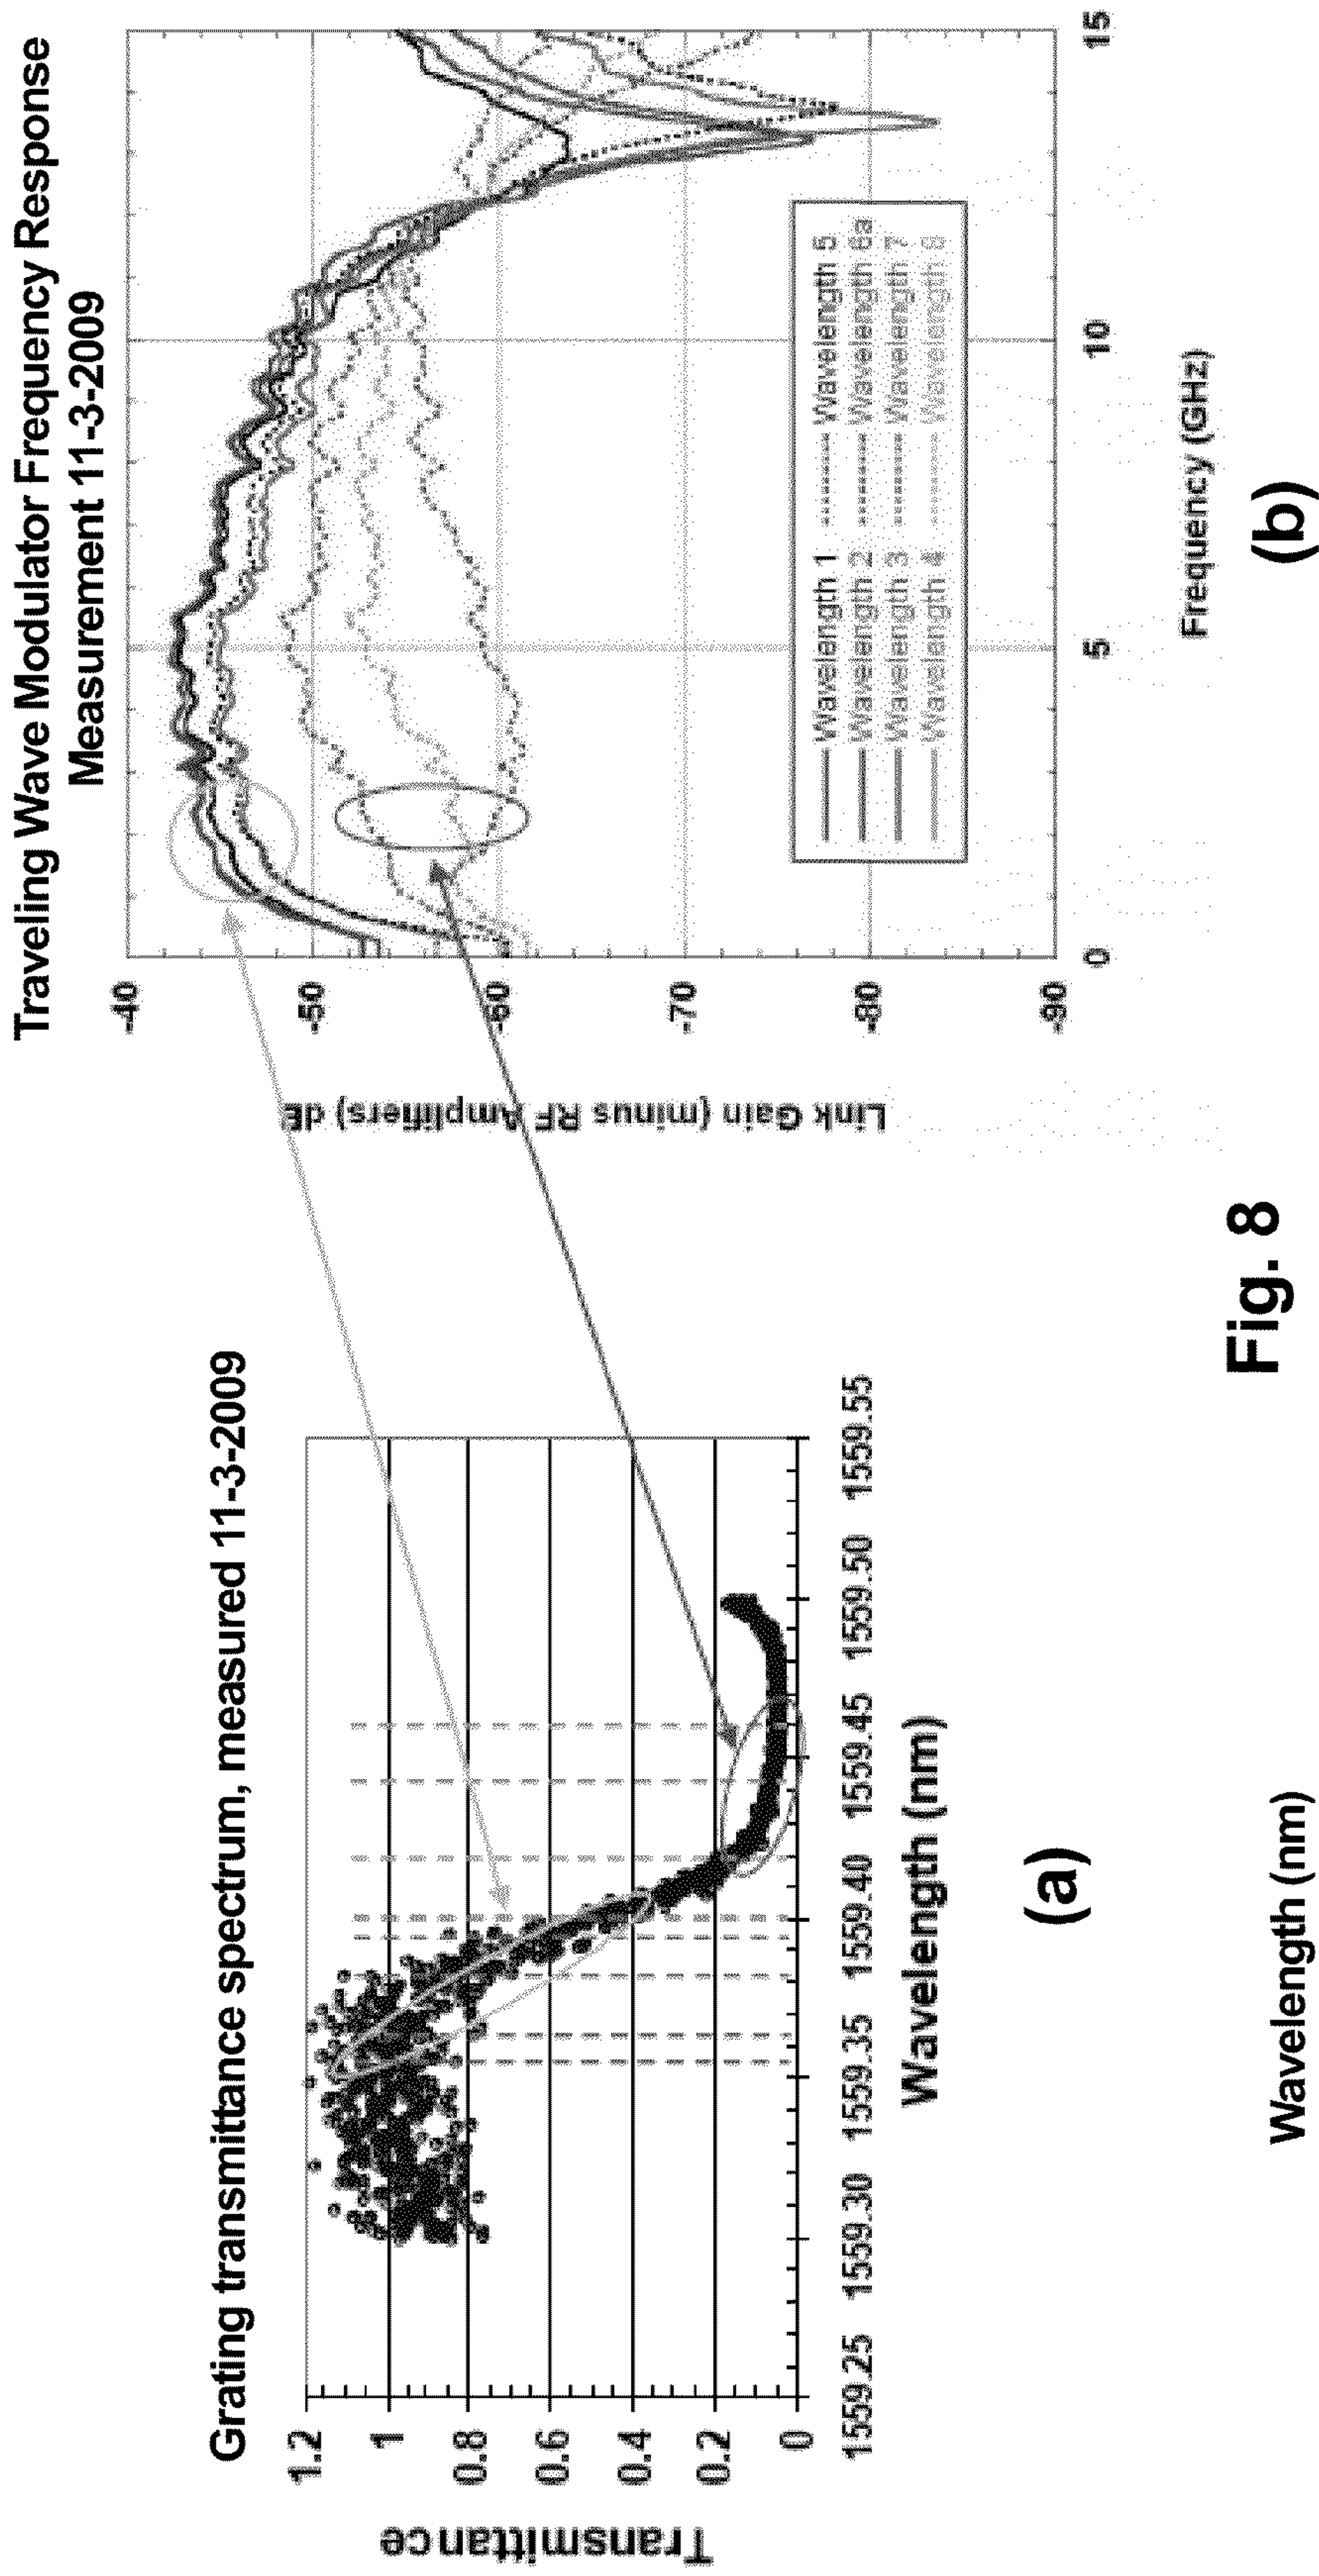 Grating transmittance spectrum, measured 11-3-2009
Transmittance
1.2
1
0.8
0.6
0.4
0.2
0
1559.25 1559.30 1559.35 1559.40 1559.45 1559.50 1559.55
Wavelength (nm)
(a)
Wavelength (nm)
Traveling Wave Modulator Frequency Response
Measurement 11-3-2009
Link Gain (minus RF Amplifiers) dB
-40
-50
-60
-70
-80
-90
Wavelength 1 Wavelength 5
Wavelength 2 Wavelength 6a
Wavelength 3 Wavelength 7
Wavelength 4 Wavelength 8
0 5 10 15
Frequency (GHz)
(b)
Fig. 8